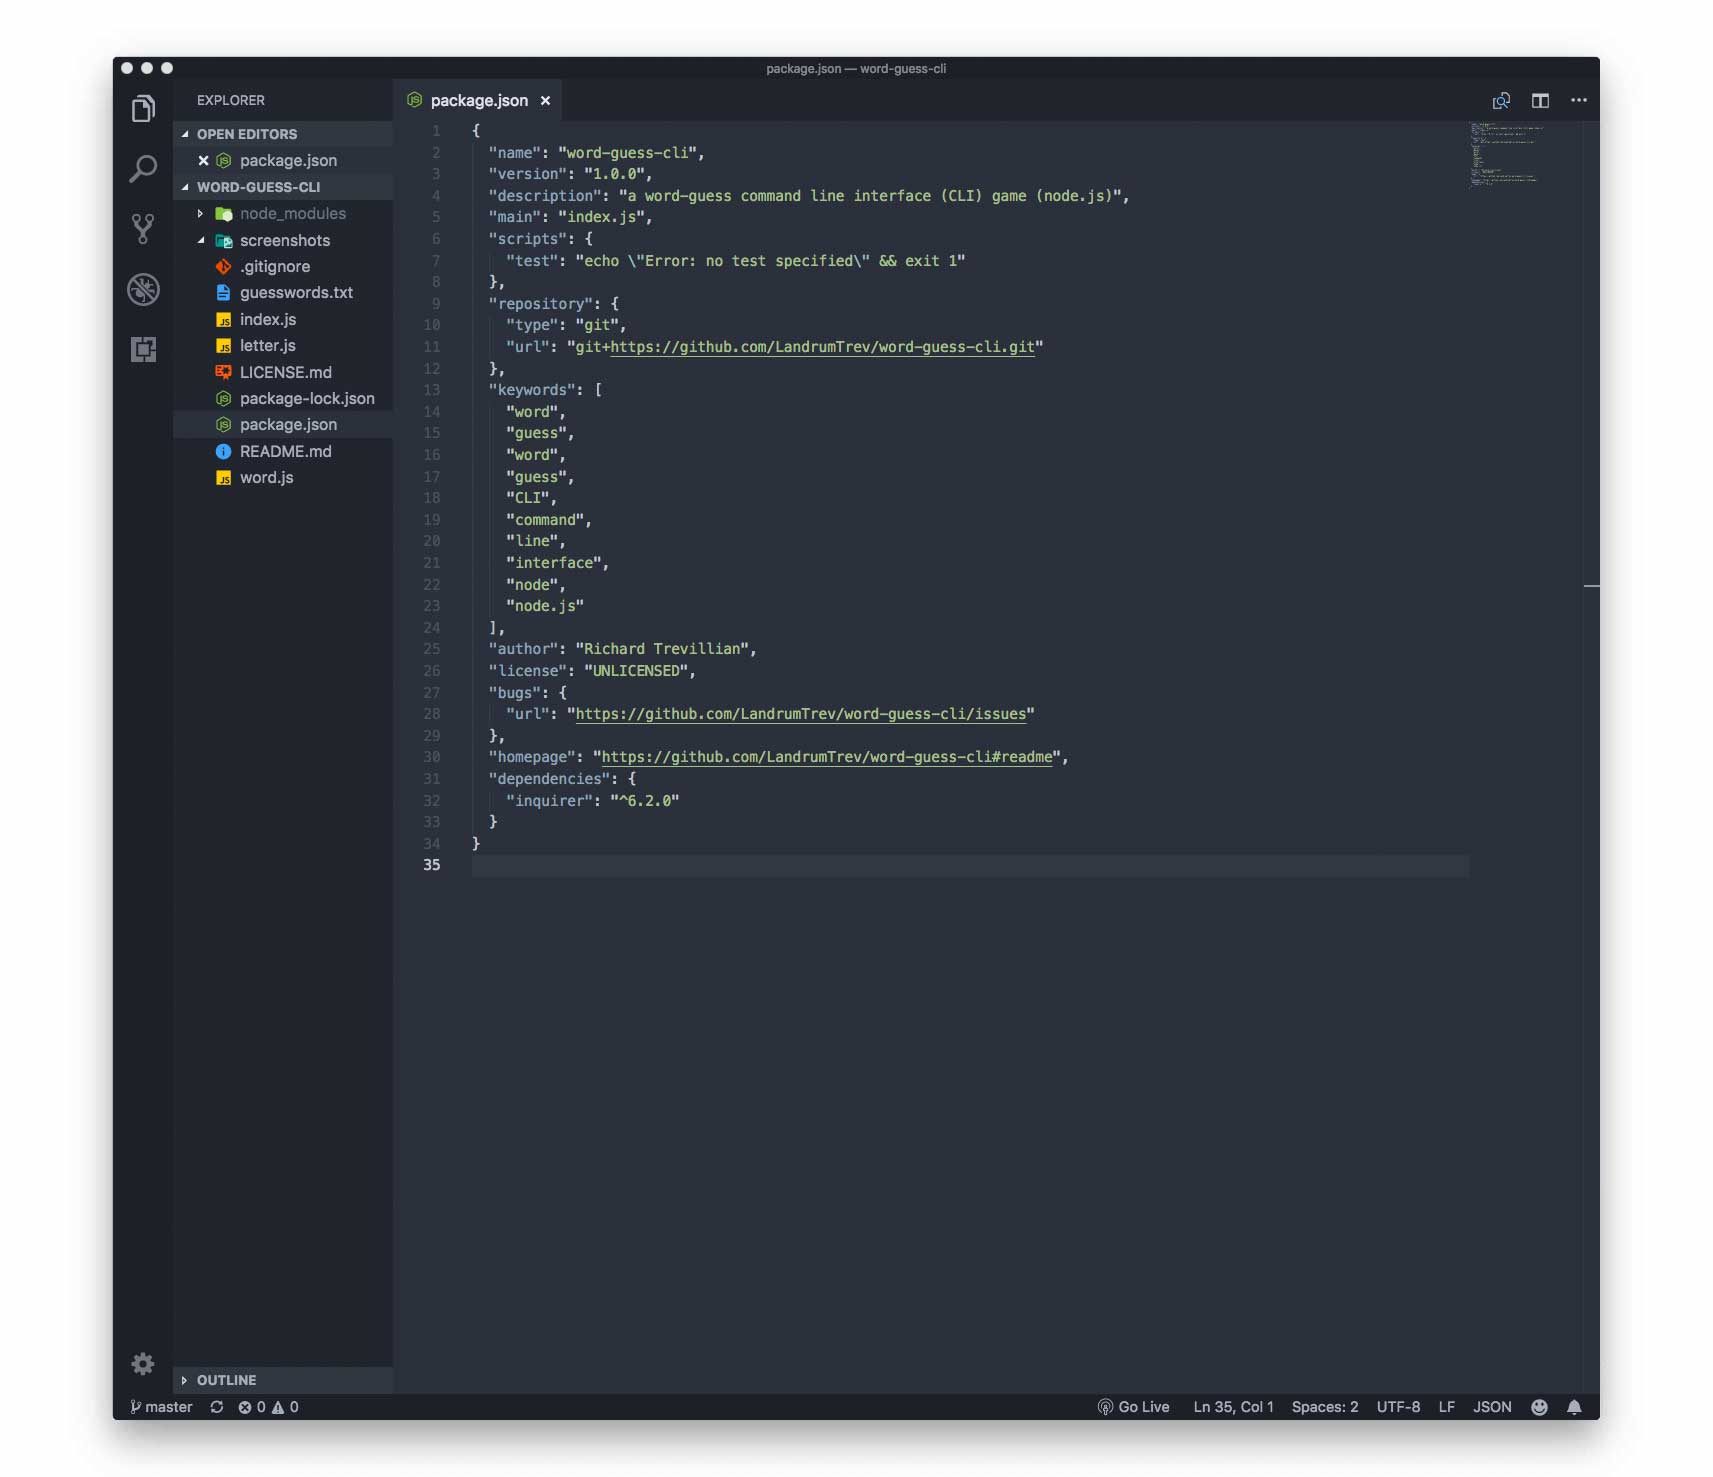 package.json — word-guess-cli
EXPLORER
OPEN EDITORS
package.json
WORD-GUESS-CLI
node_modules
screenshots
.gitignore
guesswords.txt
index.js
letter.js
LICENSE.md
package-lock.json
package.json
README.md
word.js
OUTLINE
package.json
1 {
2 "name": "word-guess-cli",
3 "version": "1.0.0",
4 "description": "a word-guess command line interface (CLI) game (node.js)",
5 "main": "index.js",
6 "scripts": {
7 "test": "echo \"Error: no test specified\" && exit 1"
8 },
9 "repository": {
10 "type": "git",
11 "url": "git+https://github.com/LandrumTrev/word-guess-cli.git"
12 },
13 "keywords": [
14 "word",
15 "guess",
16 "word",
17 "guess",
18 "CLI",
19 "command",
20 "line",
21 "interface",
22 "node",
23 "node.js"
24 ],
25 "author": "Richard Trevillian",
26 "license": "UNLICENSED",
27 "bugs": {
28 "url": "https://github.com/LandrumTrev/word-guess-cli/issues"
29 },
30 "homepage": "https://github.com/LandrumTrev/word-guess-cli#readme",
31 "dependencies": {
32 "inquirer": "^6.2.0"
33 }
34 }
35
master 0 0 Go Live Ln 35, Col 1 Spaces: 2 UTF-8 LF JSON